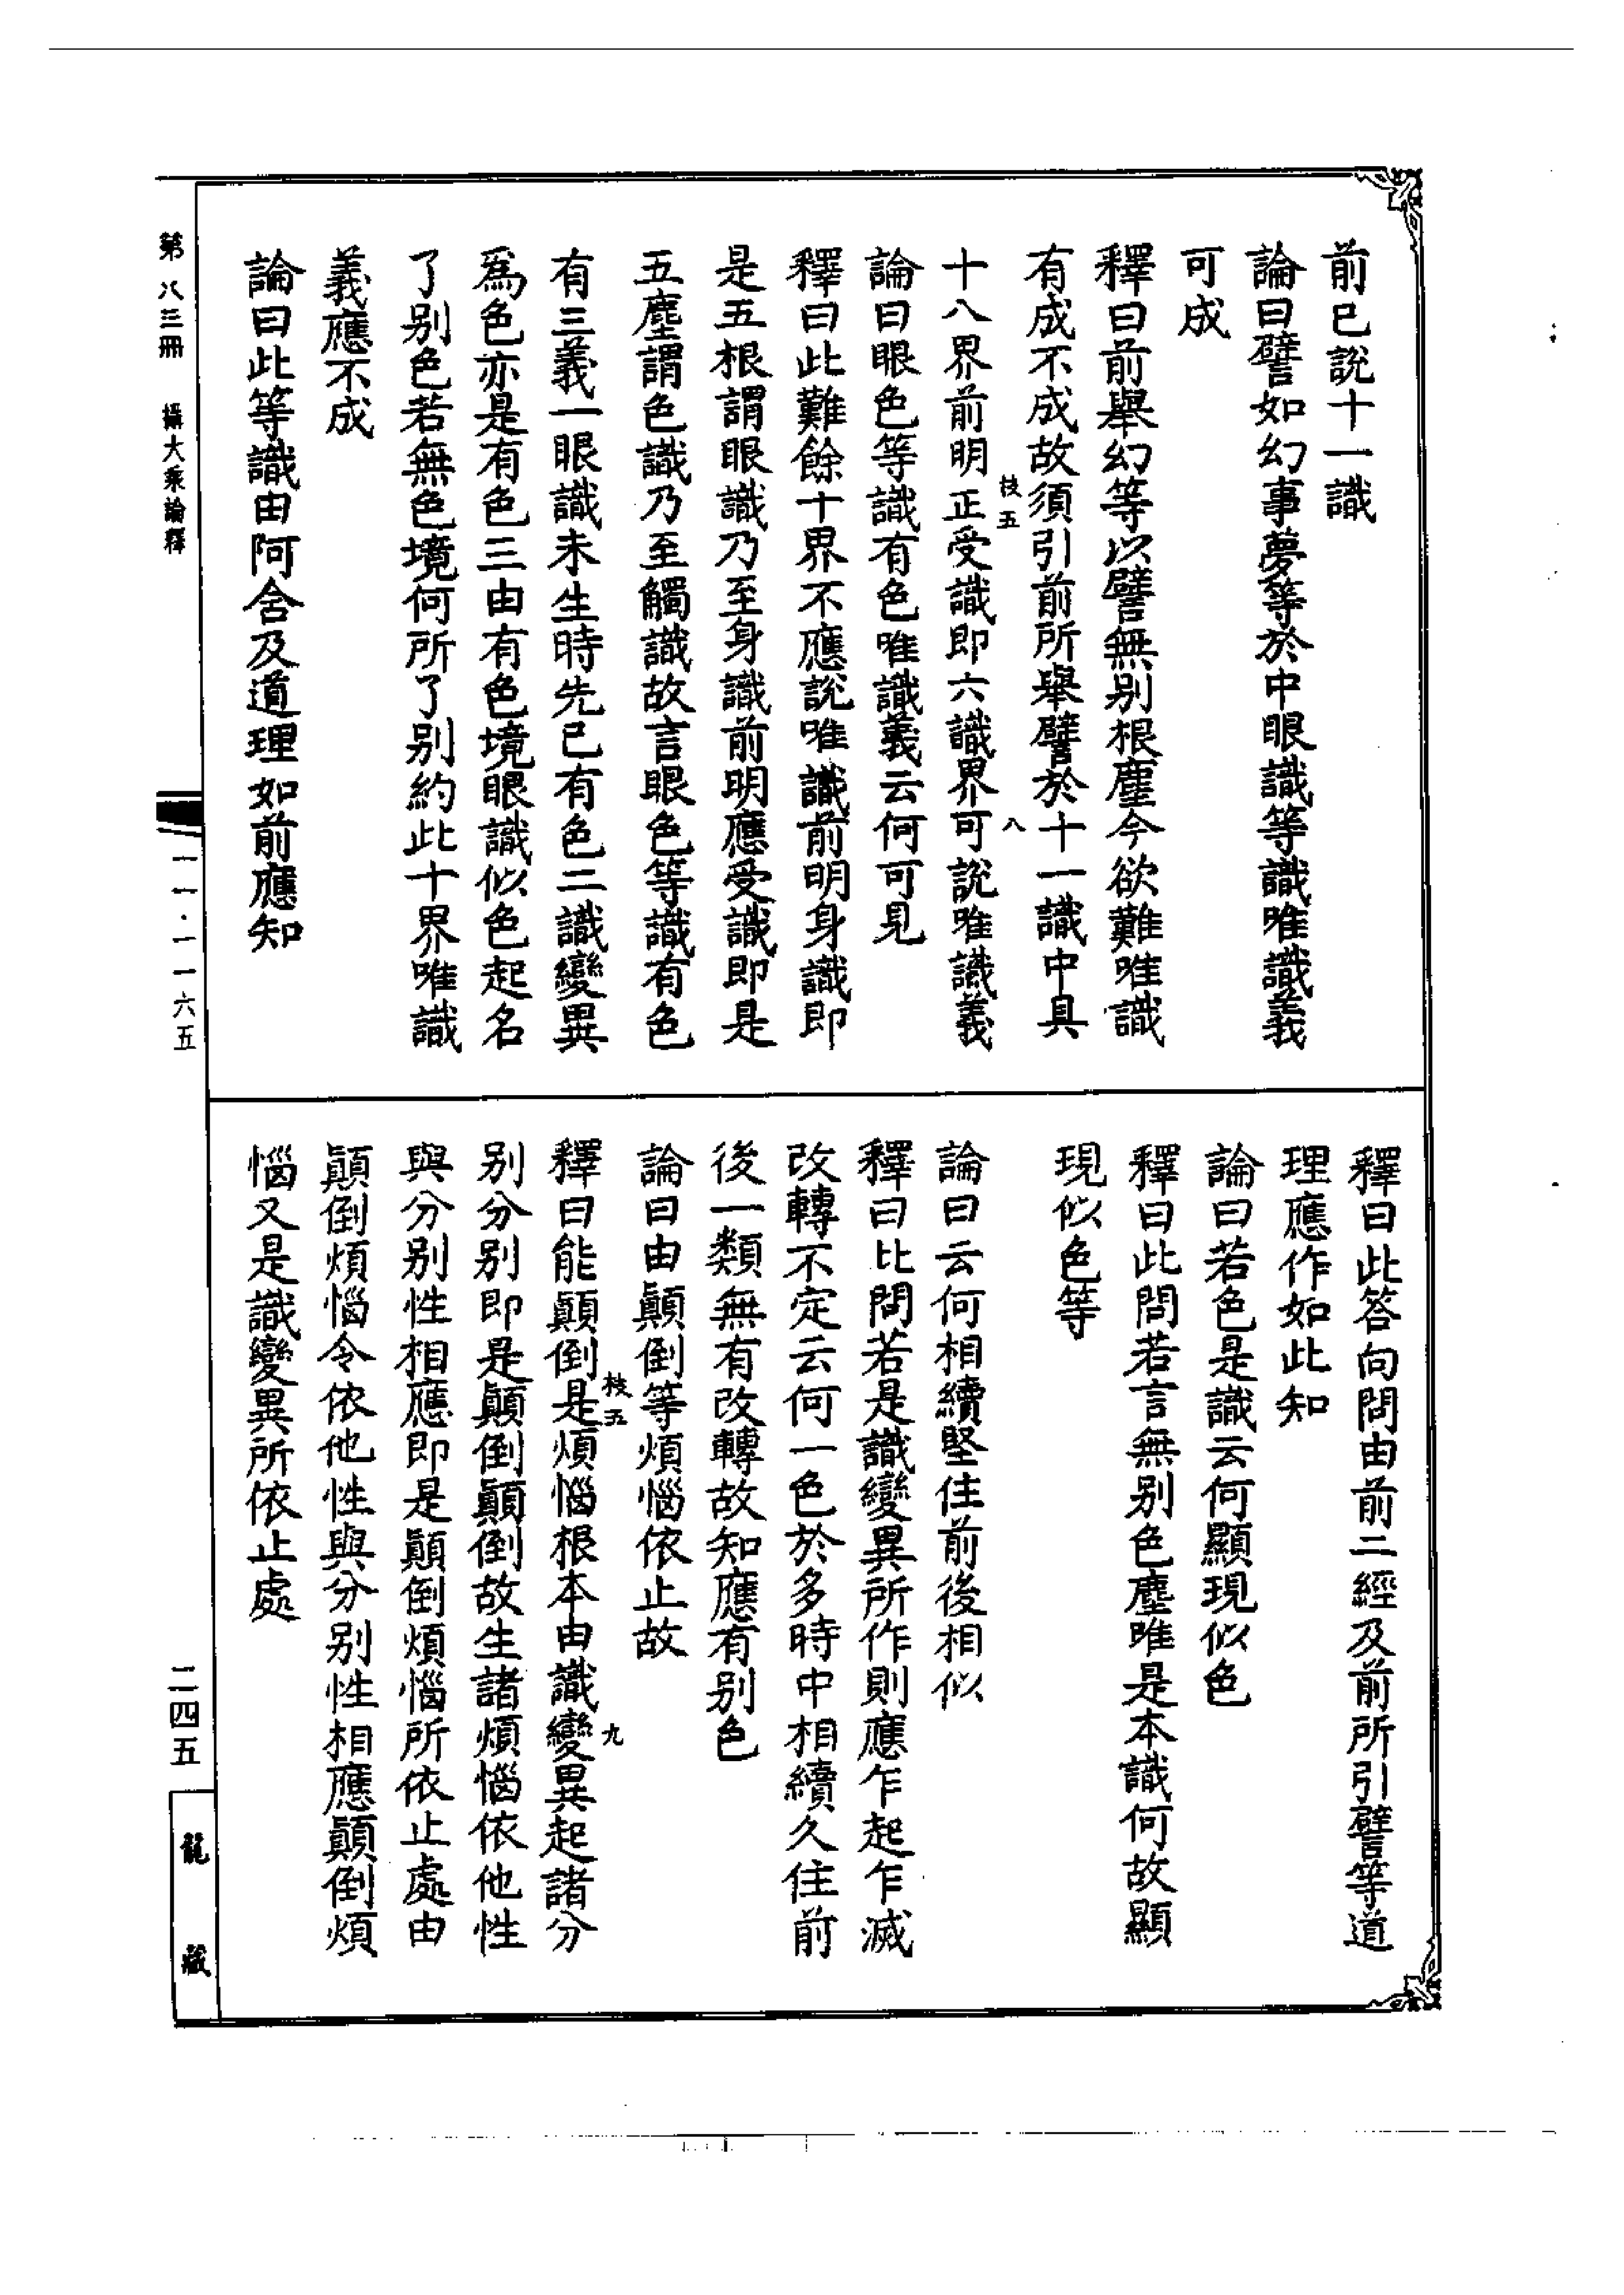 前已說十一識
論曰譬如幻事夢等於中眼識等識唯識義
可成
釋曰前舉幻等以譬無別根塵今欲難唯識
有成不成故須引前所舉譬於十一識中具
枝五
八
十八界前明正受識即六識界可說唯識義
論曰眼色等識有色唯識義云何可見
釋曰此難餘十界不應說唯識前明身識即
是五根謂眼識乃至身識前明應受識即是
五塵謂色識乃至觸識故言眼色等識有色
有三義一眼識未生時先已有色二識變異
為色亦是有色三由有色境眼識似色起名
了別色若無色境何所了別約此十界唯識
義應不成
論曰此等識由阿含及道理如前應知
釋曰此答向問由前二經及前所引譬等道
理應作如此知
論曰若色是識云何顯現似色
釋曰此問若言無別色塵唯是本識何故顯
現似色等
論曰云何相續堅住前後相似
釋曰比問若是識變異所作則應乍起乍滅
改轉不定云何一色於多時中相續久住前
後一類無有改轉故知應有別色
論曰由顛倒等煩惱依止故
枝五
九
釋曰能顛倒是煩惱根本由識變異起諸分
別分別即是顛倒顛倒故生諸煩惱依他性
與分別性相應即是顛倒煩惱所依止處由
顛倒煩惱令依他性與分別性相應顛倒煩
惱又是識變異所依止處
第八三冊 攝大乘論釋
一一·一一六五
二四五
龍藏